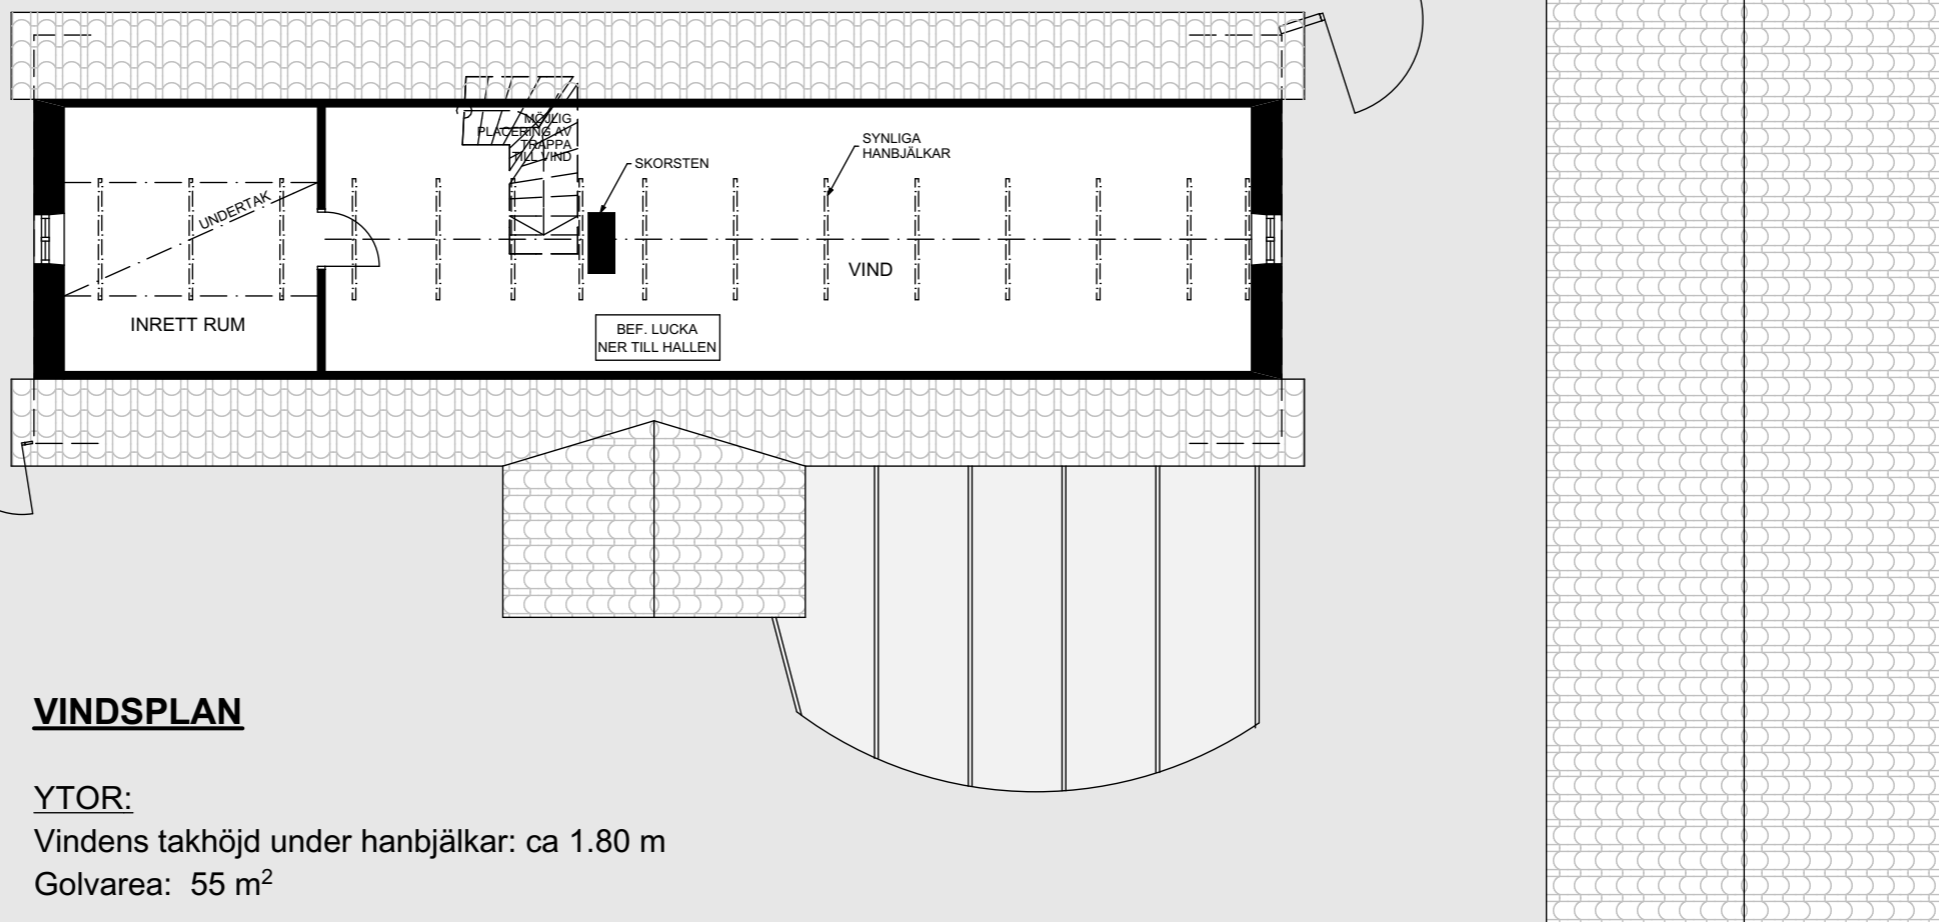 MÖJLIG
PLACERING AV
TRAPPA
TILL VIND
SKORSTEN
SYNLIGA
HANBJÄLKAR
UNDERTAK
VIND
INRETT RUM
BEF. LUCKA
NER TILL HALLEN
VINDSPLAN
YTOR:
Vindens takhöjd under hanbjälkar: ca 1.80 m
Golvarea: 55 m²